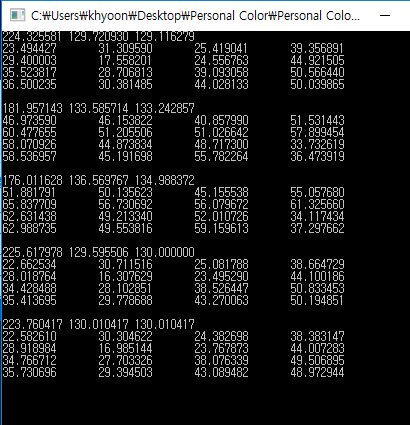 C:₩Users₩khyoon₩Desktop₩Personal Color₩Personal Colo...
224.325581 129.720930 129.116279
23.494427 31.309590 25.419041 39.356891
29.400003 17.558201 24.556763 44.921505
35.523817 28.706813 39.093058 50.566440
36.500235 30.381485 44.028133 50.039865
181.957143 133.585714 133.242857
46.973590 46.153822 40.857990 51.531443
60.477655 51.205506 51.026642 57.899454
58.070926 44.873834 48.717300 33.732619
58.536957 45.191698 55.782264 36.473919
176.011628 136.569767 134.988372
51.881791 50.135623 45.155538 55.057680
65.837709 56.730692 56.079672 61.325660
62.631438 49.213340 52.010726 34.117434
62.988735 49.553816 59.159613 37.297662
225.617978 129.595506 130.000000
22.662534 30.711516 25.081788 38.664729
28.018764 16.307629 23.495290 44.100186
34.428488 28.102851 38.526447 50.833453
35.413695 29.778688 43.270063 50.194851
223.760417 130.010417 130.010417
22.582610 30.304622 24.382698 38.383147
28.918984 16.985144 23.767873 44.007283
34.766712 27.703326 38.076339 49.506895
35.730696 29.394503 43.089482 48.972944